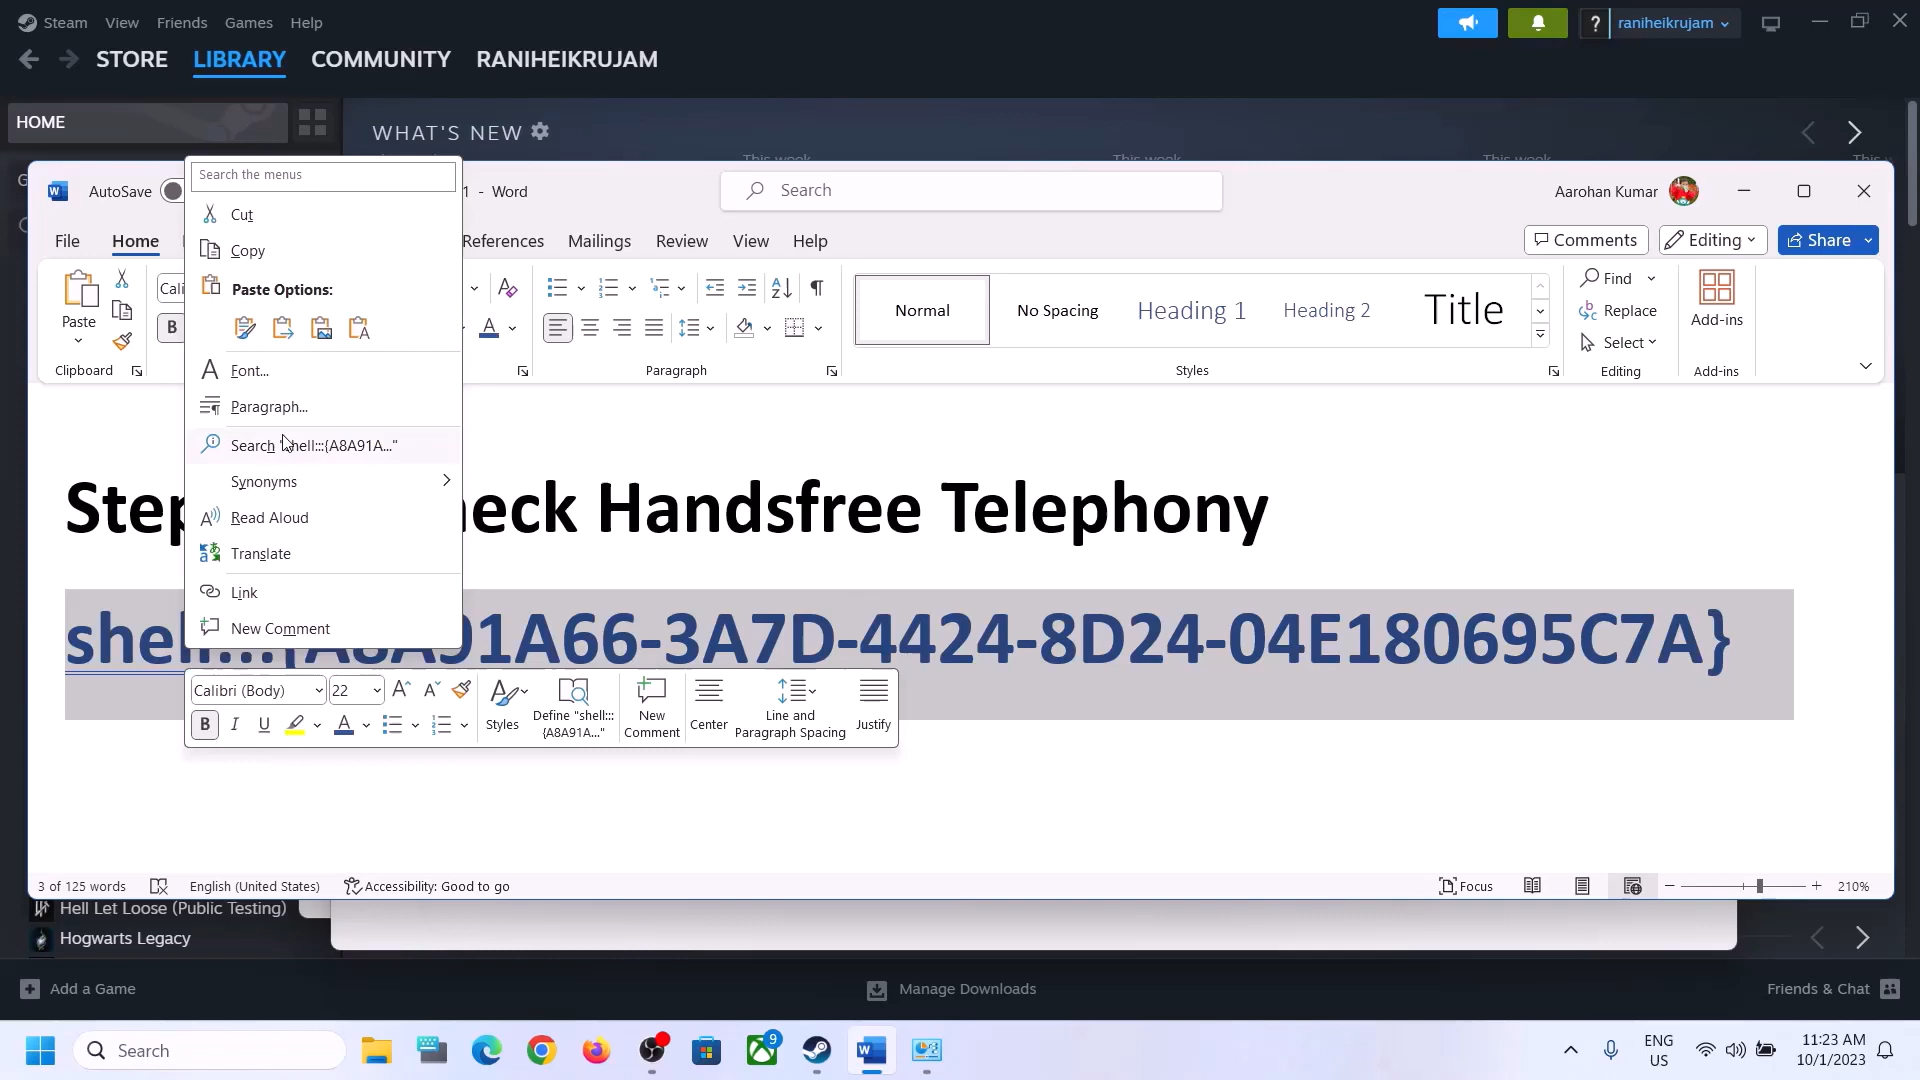 Steam View Friends Games Help
? raniheikrujam
STORE LIBRARY COMMUNITY RANIHEIKRUJAM
HOME
WHAT'S NEW
This week This week This week This w
AutoSave
1 - Word
Search
Aarohan Kumar
File Home References Mailings Review View Help
Comments Editing Share
Paste
Clipboard
Cali
B
A
Paragraph
Normal No Spacing Heading 1 Heading 2 Title
Styles
Find
Replace
Select
Editing
Add-ins
Add-ins
Search the menus
Cut
Copy
Paste Options:
Font...
Paragraph...
Search "shell:::{A8A91A..."
Synonyms
Read Aloud
Translate
Link
New Comment
Step eck Handsfree Telephony
shell:::{A8A91A66-3A7D-4424-8D24-04E180695C7A}
Calibri (Body) 22
B I U
Styles
Define "shell:::
{A8A91A..."
New
Comment
Center
Line and
Paragraph Spacing
Justify
3 of 125 words English (United States) Accessibility: Good to go
Focus 210%
Hell Let Loose (Public Testing)
Hogwarts Legacy
Add a Game
Manage Downloads
Friends & Chat
Search
9
ENG
US
11:23 AM
10/1/2023